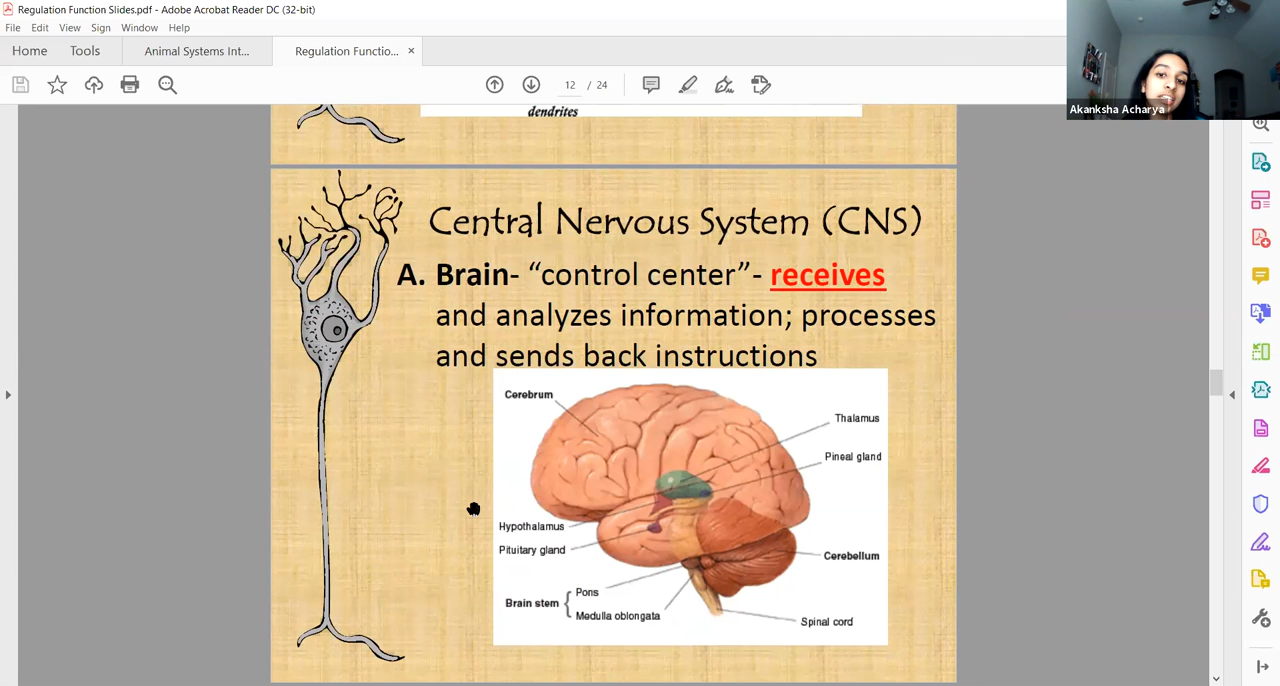 Regulation Function Slides.pdf - Adobe Acrobat Reader DC (32-bit)
File Edit View Sign Window Help
Home Tools Animal Systems Int... Regulation Functio... ×
12 / 24
Akanksha Acharya
dendrites
Central Nervous System (CNS)
A. Brain- “control center”- receives
and analyzes information; processes
and sends back instructions
Cerebrum
Thalamus
Pineal gland
Hypothalamus
Pituitary gland
Cerebellum
Pons
Brain stem
Medulla oblongata
Spinal cord